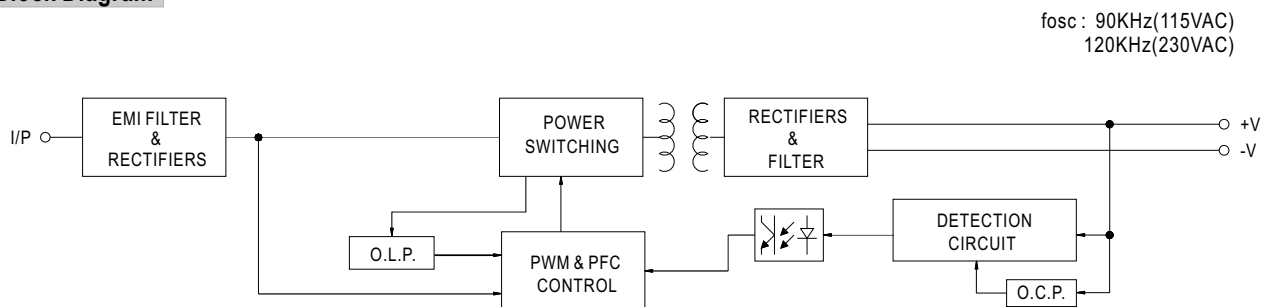 Block Diagram
fosc : 90KHz(115VAC)
120KHz(230VAC)
I/P
EMI FILTER
&
RECTIFIERS
POWER
SWITCHING
RECTIFIERS
&
FILTER
+V
-V
O.L.P.
PWM & PFC
CONTROL
DETECTION
CIRCUIT
O.C.P.